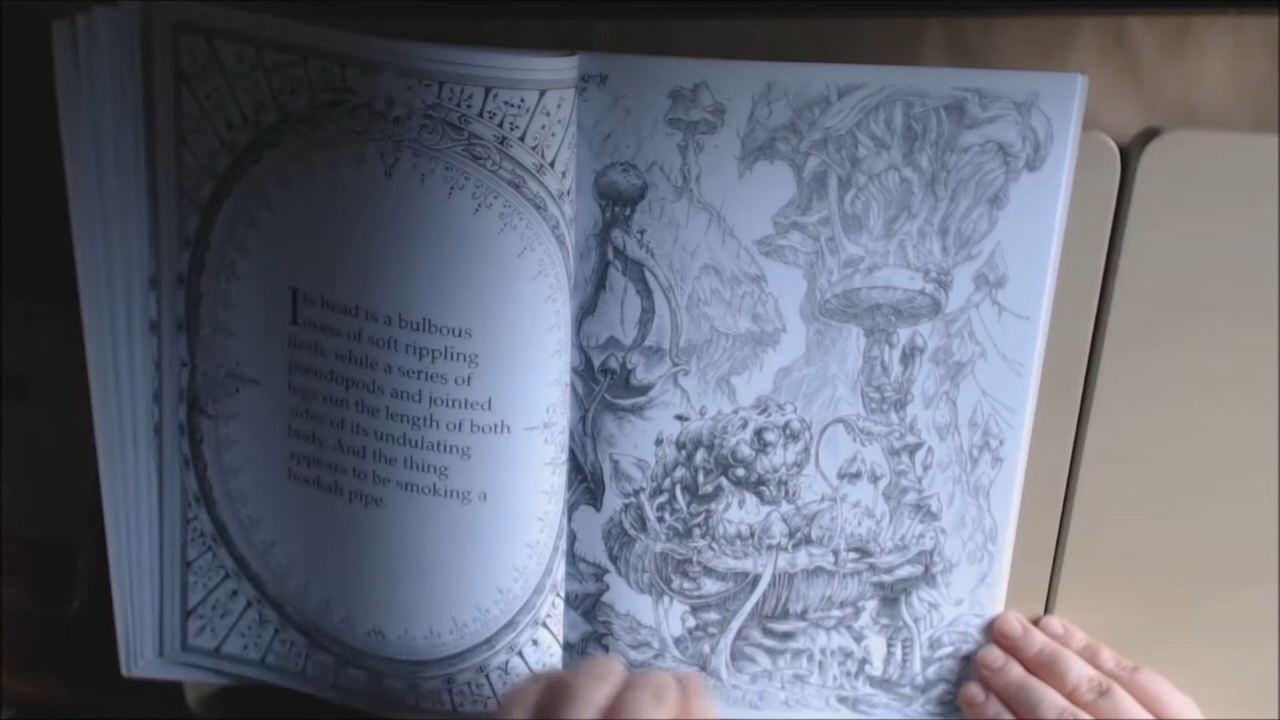 Its head is a bulbous
mass of soft rippling
flesh, while a series of
pseudopods and jointed
legs run the length of both
sides of its undulating
body. And the thing
appears to be smoking a
hookah pipe